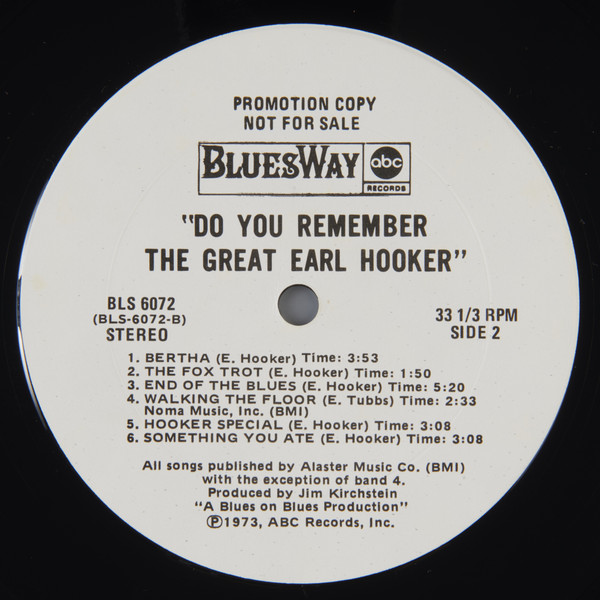 PROMOTION COPY
NOT FOR SALE
BLUESWAY abc
RECORDS
"DO YOU REMEMBER
THE GREAT EARL HOOKER"
BLS 6072
(BLS-6072-B)
STEREO
33 1/3 RPM
SIDE 2
1. BERTHA (E. Hooker) Time: 3:53
2. THE FOX TROT (E. Hooker) Time: 1:50
3. END OF THE BLUES (E. Hooker) Time: 5:20
4. WALKING THE FLOOR (E. Tubbs) Time: 2:33
Noma Music, Inc. (BMI)
5. HOOKER SPECIAL (E. Hooker) Time: 3:08
6. SOMETHING YOU ATE (E. Hooker) Time: 3:08
All songs published by Alaster Music Co. (BMI)
with the exception of band 4.
Produced by Jim Kirchstein
"A Blues on Blues Production"
℗1973, ABC Records, Inc.